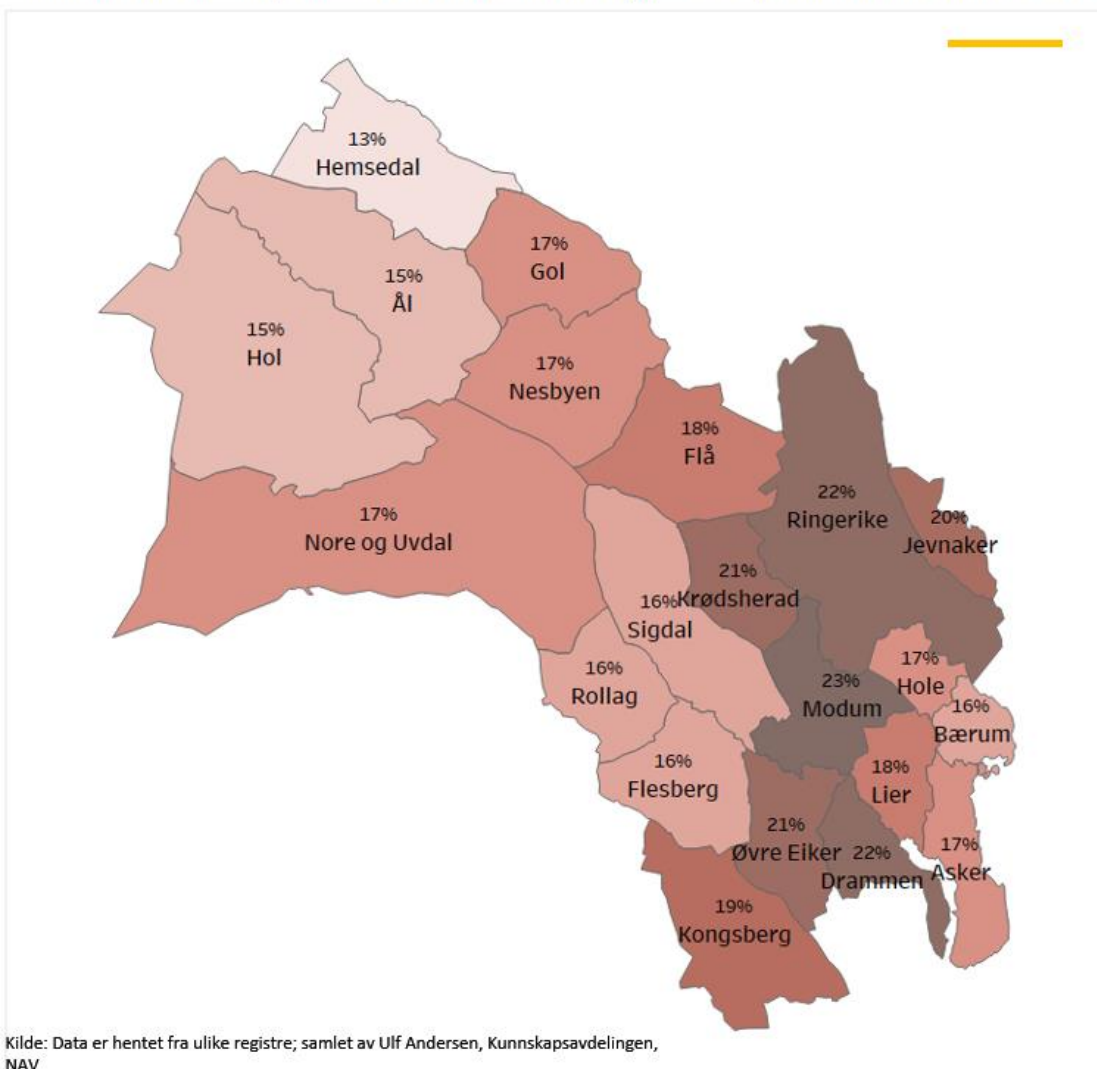 13%
Hemsedal
17%
Gol
15%
Ål
15%
Hol
17%
Nesbyen
18%
Flå
22%
Ringerike
20%
Jevnaker
17%
Nore og Uvdal
21%
Krødsherad
16%
Sigdal
17%
Hole
16%
Rollag
23%
Modum
16%
Bærum
16%
Flesberg
18%
Lier
21%
Øvre Eiker
22%
Drammen
17%
Asker
19%
Kongsberg
Kilde: Data er hentet fra ulike registre; samlet av Ulf Andersen, Kunnskapsavdelingen,
NAV